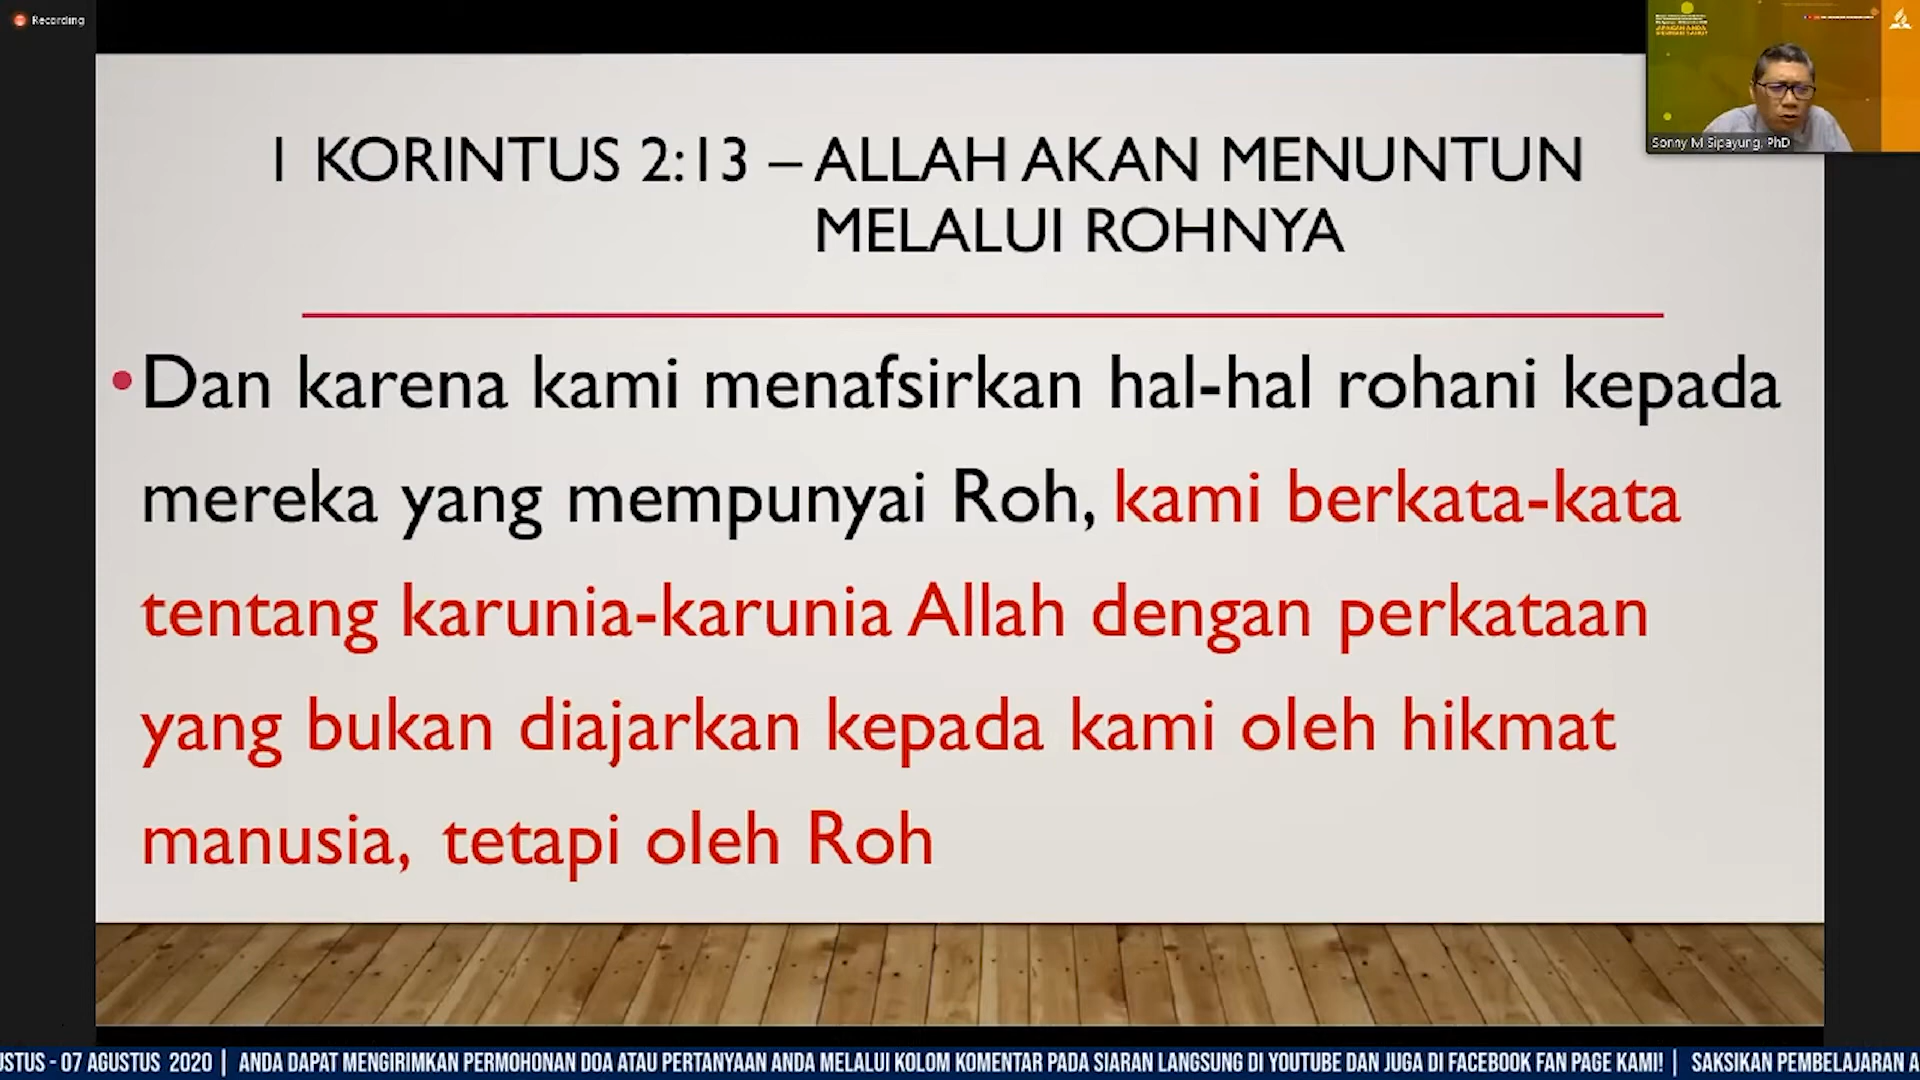 Recording
Sonny M Sipayung, PhD
1 KORINTUS 2:13 – ALLAH AKAN MENUNTUN
MELALUI ROHNYA
• Dan karena kami menafsirkan hal-hal rohani kepada
mereka yang mempunyai Roh, kami berkata-kata
tentang karunia-karunia Allah dengan perkataan
yang bukan diajarkan kepada kami oleh hikmat
manusia, tetapi oleh Roh
USTUS - 07 AGUSTUS 2020 | ANDA DAPAT MENGIRIMKAN PERMOHONAN DOA ATAU PERTANYAAN ANDA MELALUI KOLOM KOMENTAR PADA SIARAN LANGSUNG DI YOUTUBE DAN JUGA DI FACEBOOK FAN PAGE KAMI! | SAKSIKAN PEMBELAJARAN A